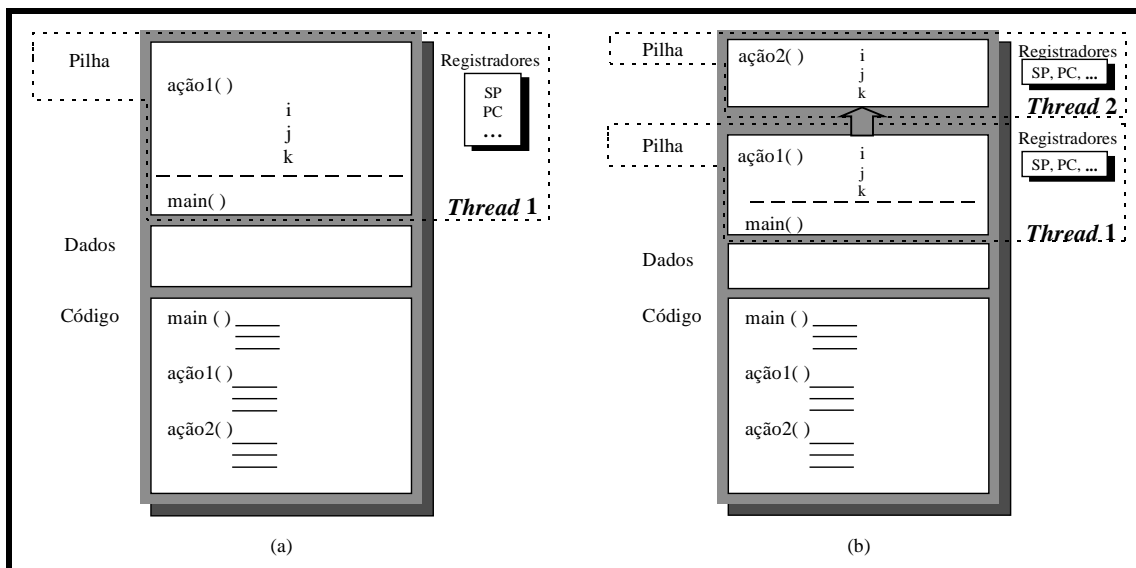 Pilha
ação1( )
i
j
k
main( )
Registradores
SP
PC
...
Thread 1
Dados
Código
main ( )
ação1( )
ação2( )
(a)
Pilha
ação2( )
i
j
k
Registradores
SP, PC, ...
Thread 2
Pilha
ação1( )
i
j
k
main( )
Registradores
SP, PC, ...
Thread 1
Dados
Código
main ( )
ação1( )
ação2( )
(b)